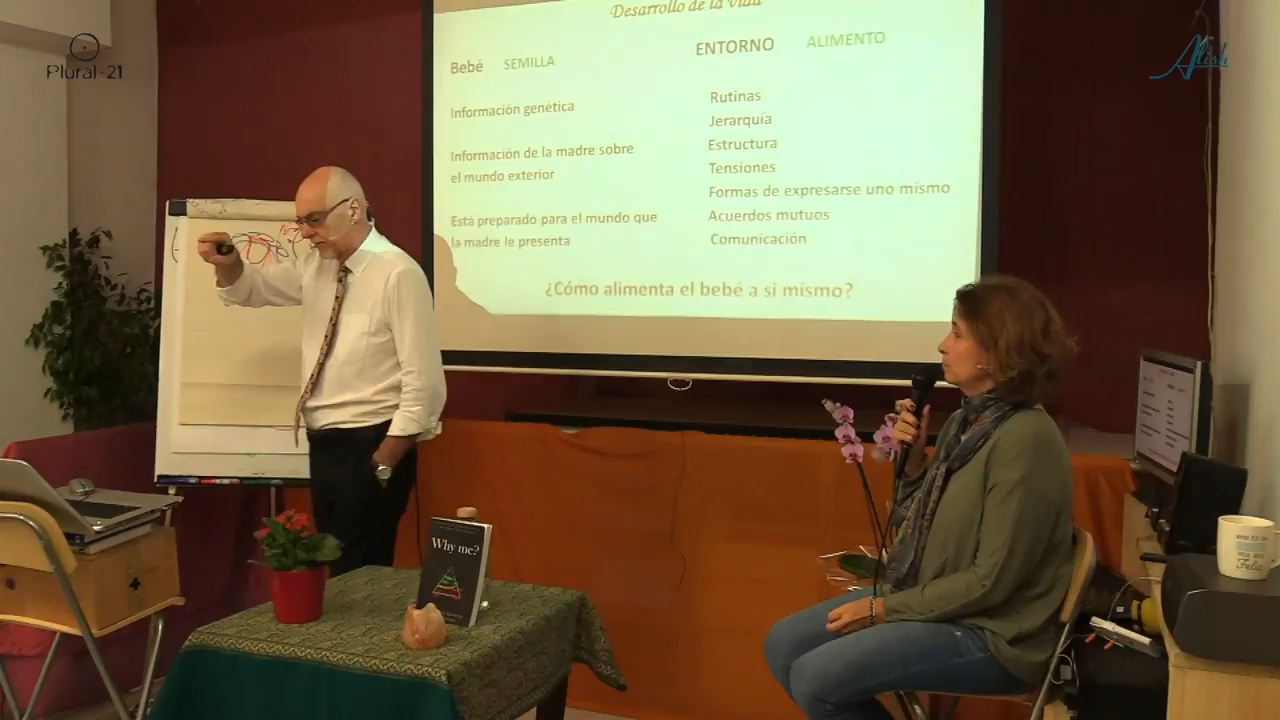 Plural-21
Alish
Desarrollo de la vida
Bebé SEMILLA
ENTORNO ALIMENTO
Información genética
Información de la madre sobre
el mundo exterior
Está preparado para el mundo que
la madre le presenta
Rutinas
Jerarquía
Estructura
Tensiones
Formas de expresarse uno mismo
Acuerdos mutuos
Comunicación
¿Cómo alimenta el bebé a si mismo?
Why me?
Feliz